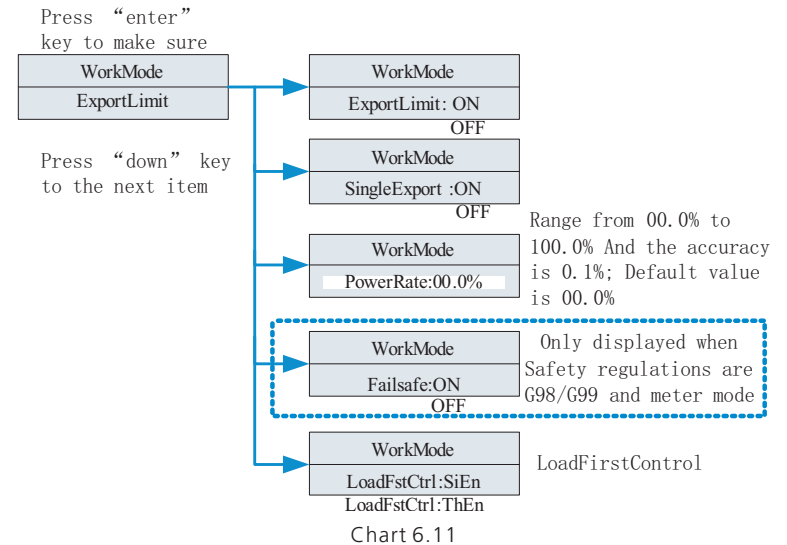 Press “enter”
key to make sure
WorkMode
ExportLimit
Press “down” key
to the next item
WorkMode
ExportLimit: ON
OFF
WorkMode
SingleExport :ON
OFF
WorkMode
PowerRate:00.0%
Range from 00.0% to
100.0% And the accuracy
is 0.1%; Default value
is 00.0%
WorkMode
Failsafe:ON
OFF
Only displayed when
Safety regulations are
G98/G99 and meter mode
WorkMode
LoadFstCtrl:SiEn
LoadFstCtrl:ThEn
LoadFirstControl
Chart 6.11